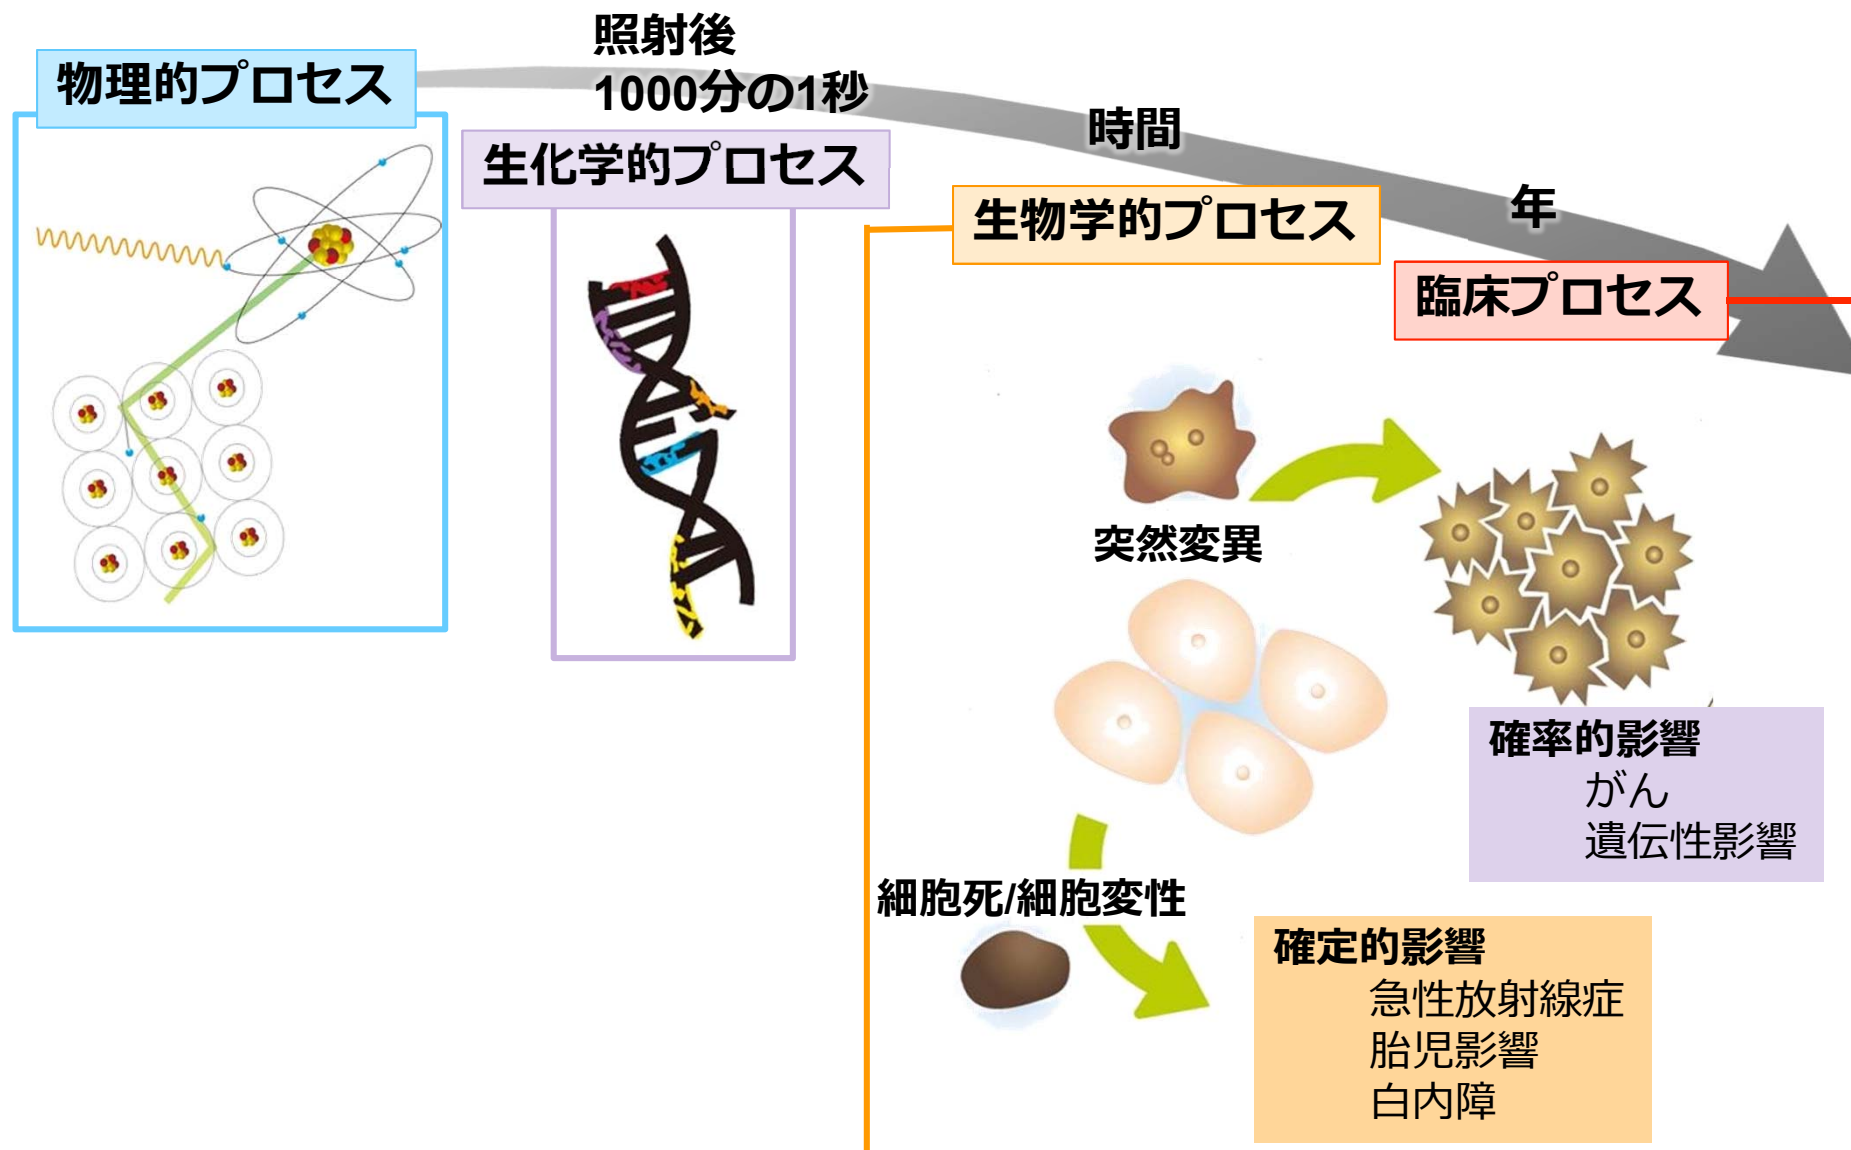 物理的プロセス
照射後
1000分の1秒
生化学的プロセス
時間
生物学的プロセス
年
臨床プロセス
突然変異
確率的影響
がん
遺伝性影響
細胞死/細胞変性
確定的影響
急性放射線症
胎児影響
白内障